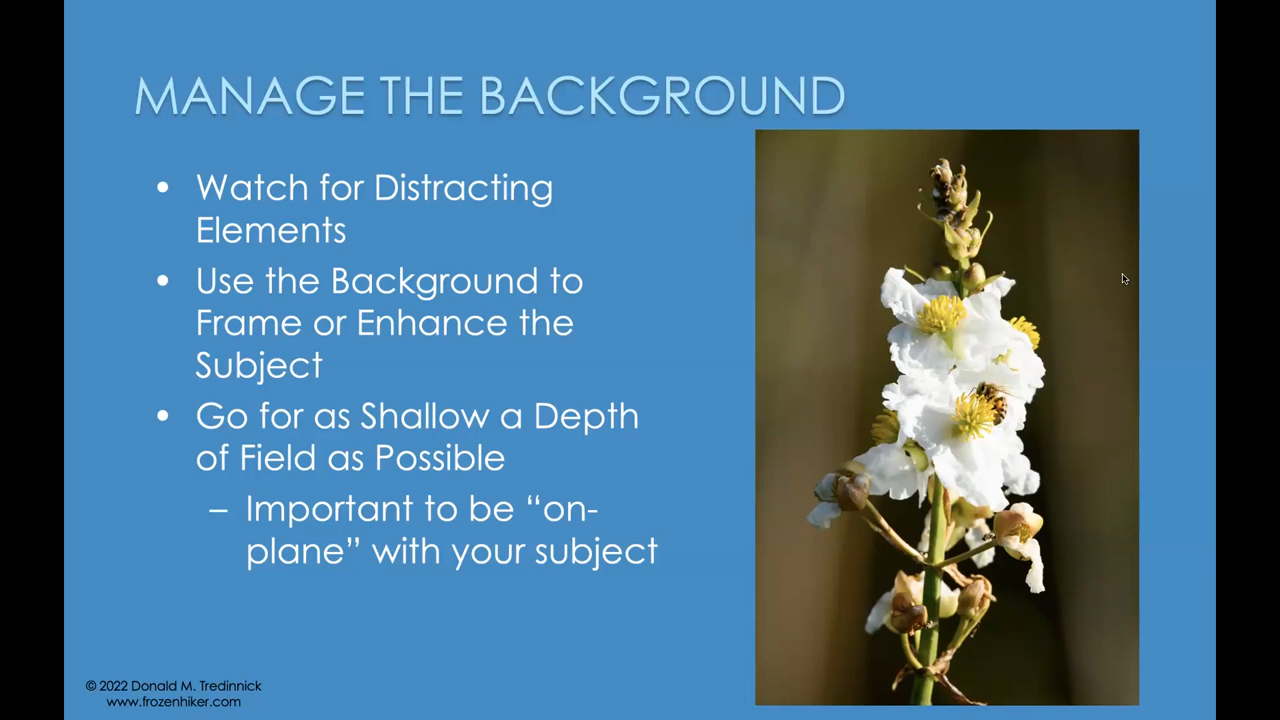 MANAGE THE BACKGROUND
• Watch for Distracting
Elements
• Use the Background to
Frame or Enhance the
Subject
• Go for as Shallow a Depth
of Field as Possible
– Important to be “on-
plane” with your subject
© 2022 Donald M. Tredinnick
www.frozenhiker.com